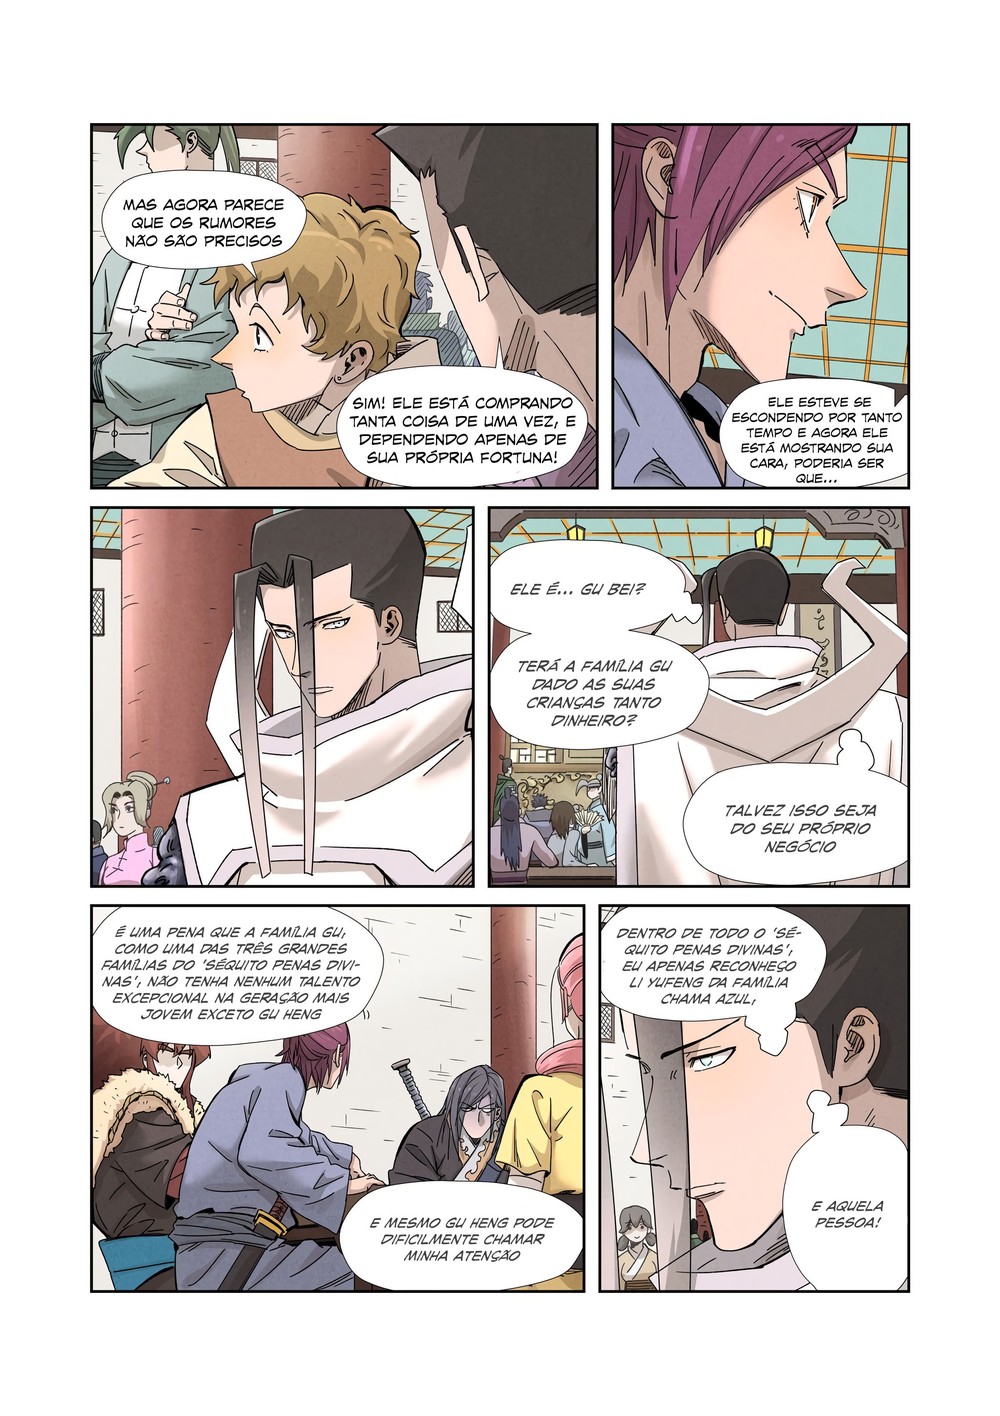 MAS AGORA PARECE
QUE OS RUMORES
NÃO SÃO PRECISOS
SIM! ELE ESTÁ COMPRANDO
TANTA COISA DE UMA VEZ, E
DEPENDENDO APENAS DE
SUA PRÓPRIA FORTUNA!
ELE ESTEVE SE
ESCONDENDO POR TANTO
TEMPO E AGORA ELE
ESTÁ MOSTRANDO SUA
CARA, PODERIA SER
QUE...
ELE É... GU BEI?
TERÁ A FAMÍLIA GU
DADO AS SUAS
CRIANÇAS TANTO
DINHEIRO?
TALVEZ ISSO SEJA
DO SEU PRÓPRIO
NEGÓCIO
É UMA PENA QUE A FAMÍLIA GU,
COMO UMA DAS TRÊS GRANDES
FAMÍLIAS DO 'SÉQUITO PENAS DIVI-
NAS', NÃO TENHA NENHUM TALENTO
EXCEPCIONAL NA GERAÇÃO MAIS
JOVEM EXCETO GU HENG
E MESMO GU HENG PODE
DIFICILMENTE CHAMAR
MINHA ATENÇÃO
DENTRO DE TODO O 'SÉ-
QUITO PENAS DIVINAS',
EU APENAS RECONHEÇO
LI YUFENG DA FAMÍLIA
CHAMA AZUL,
E AQUELA
PESSOA!